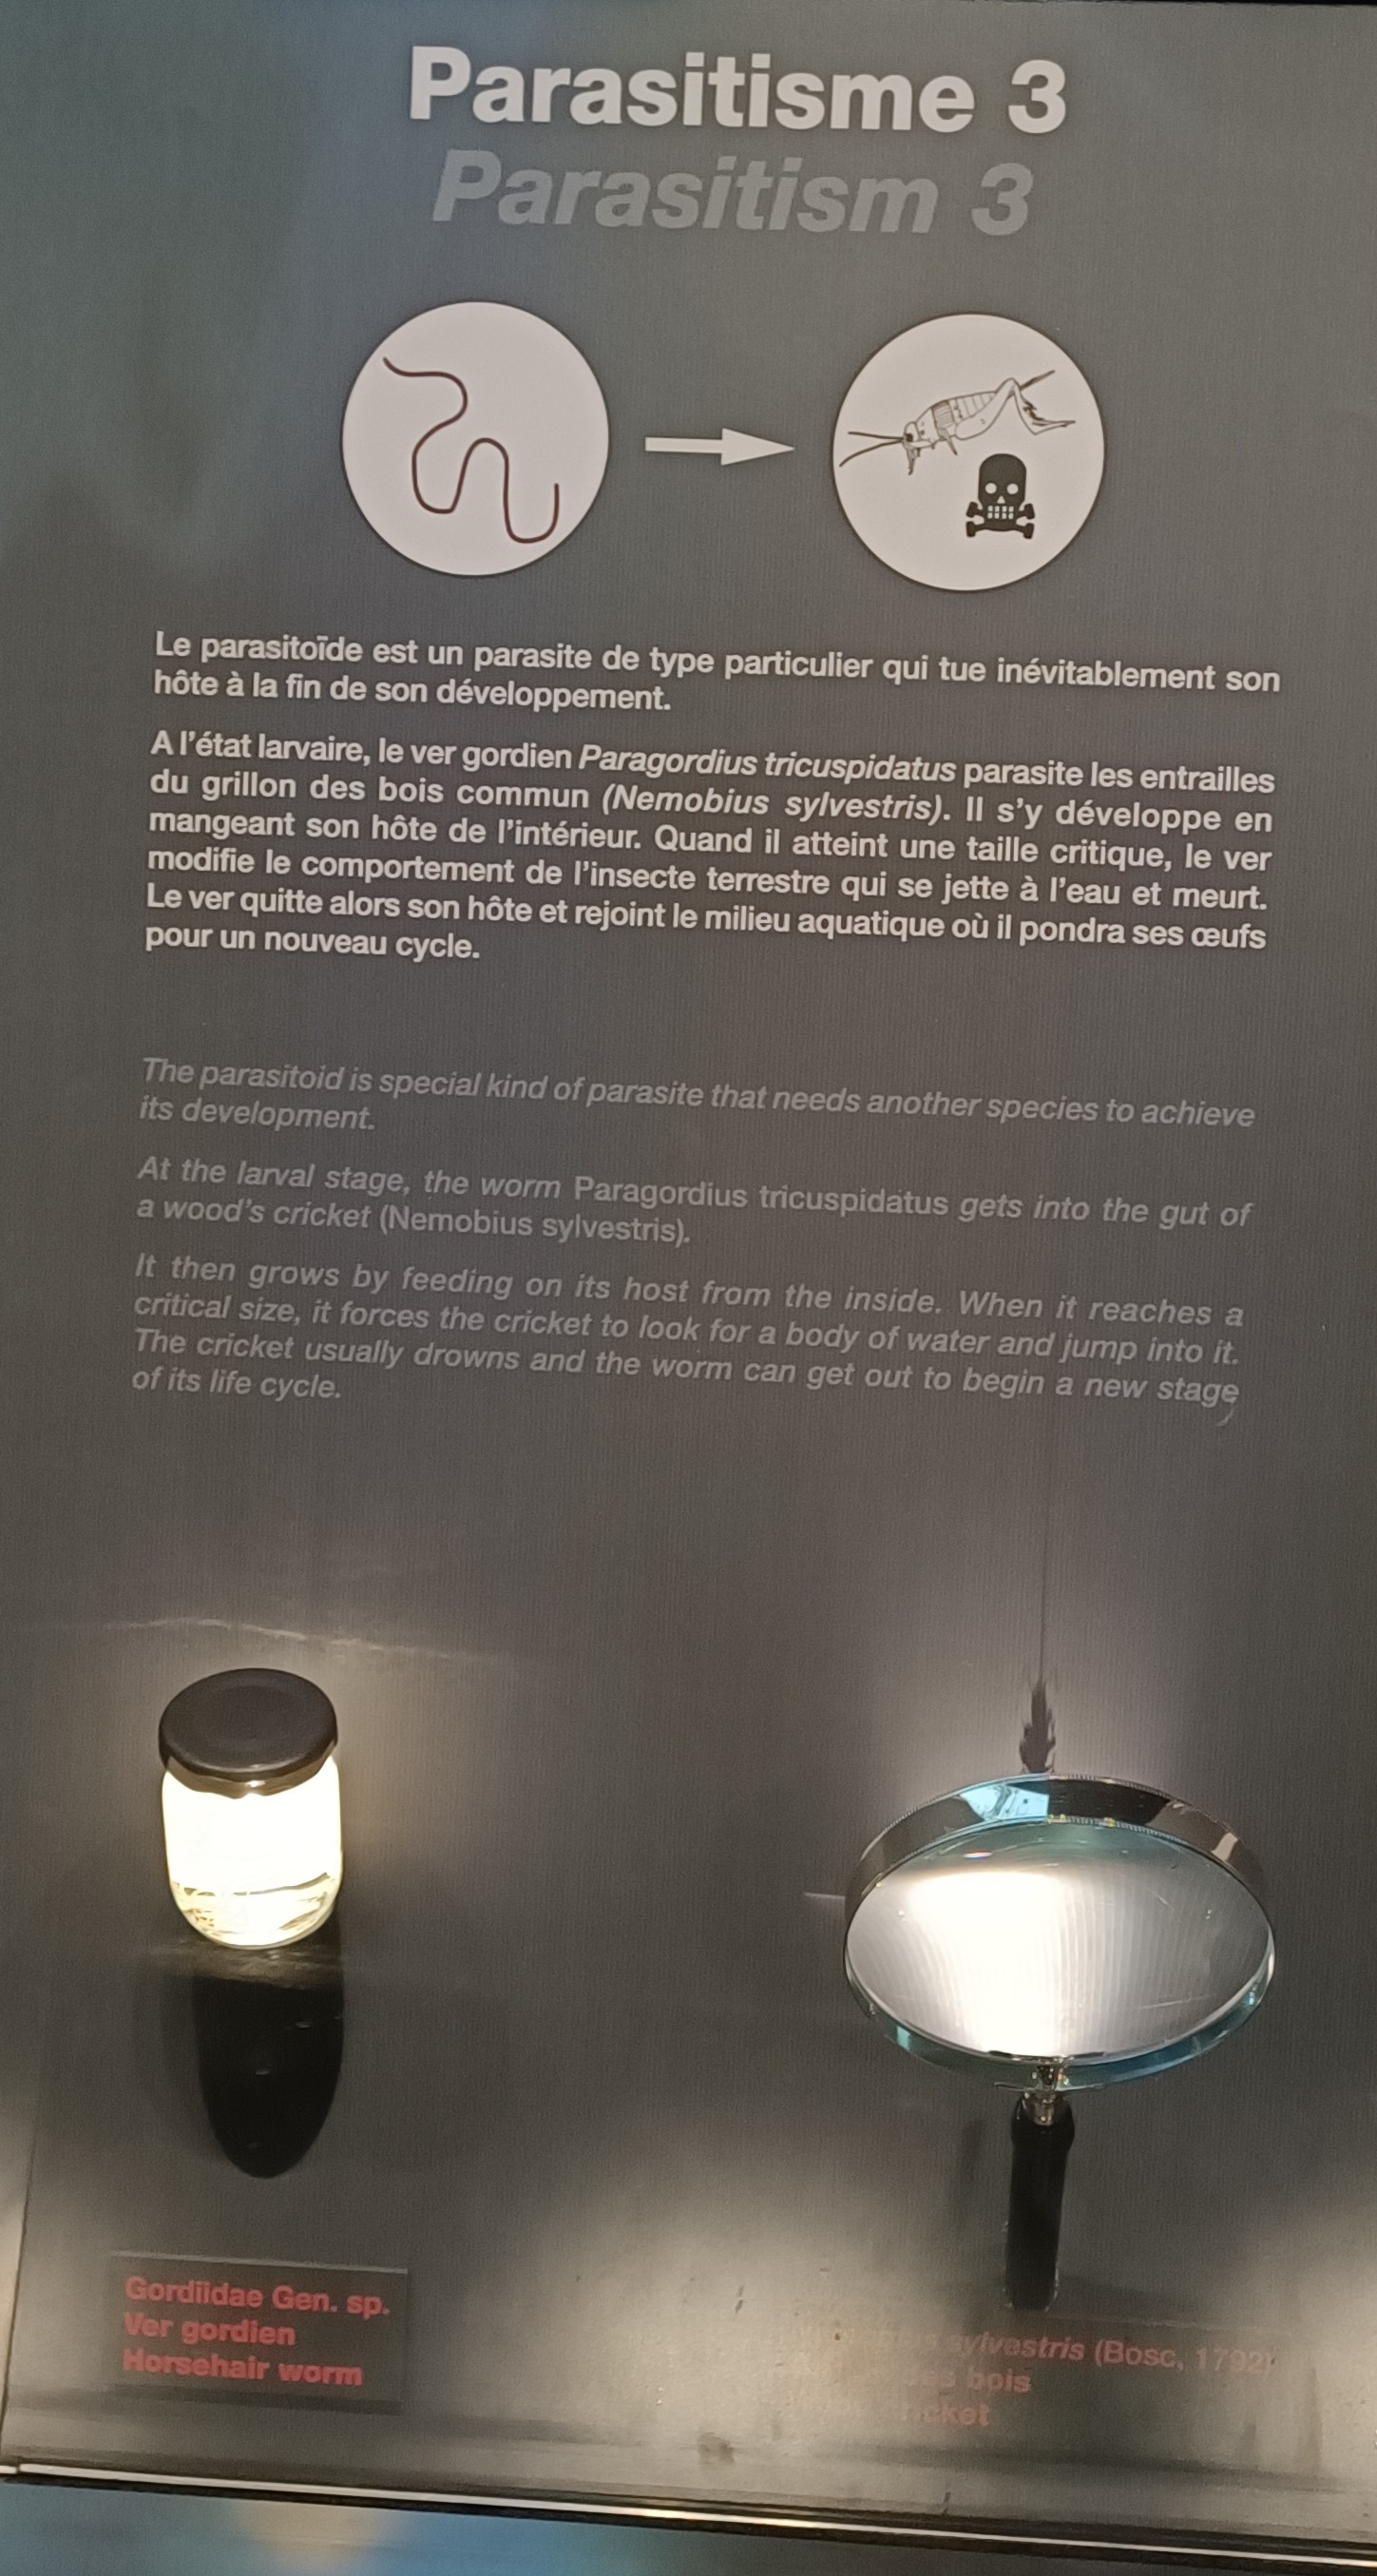 Parasitisme 3
Parasitism 3
Le parasitoïde est un parasite de type particulier qui tue inévitablement son
hôte à la fin de son développement.
A l'état larvaire, le ver gordien Paragordius tricuspidatus parasite les entrailles
du grillon des bois commun (Nemobius sylvestris). Il s'y développe en
mangeant son hôte de l'intérieur. Quand il atteint une taille critique, le ver
modifie le comportement de l'insecte terrestre qui se jette à l'eau et meurt.
Le ver quitte alors son hôte et rejoint le milieu aquatique où il pondra ses œufs
pour un nouveau cycle.
The parasitoid is special kind of parasite that needs another species to achieve
its development.
At the larval stage, the worm Paragordius tricuspidatus gets into the gut of
a wood's cricket (Nemobius sylvestris).
It then grows by feeding on its host from the inside. When it reaches a
critical size, it forces the cricket to look for a body of water and jump into it.
The cricket usually drowns and the worm can get out to begin a new stage
of its life cycle.
Gordiidae Gen. sp.
Ver gordien
Horsehair worm
sylvestris (Bosc, 1792)
bois